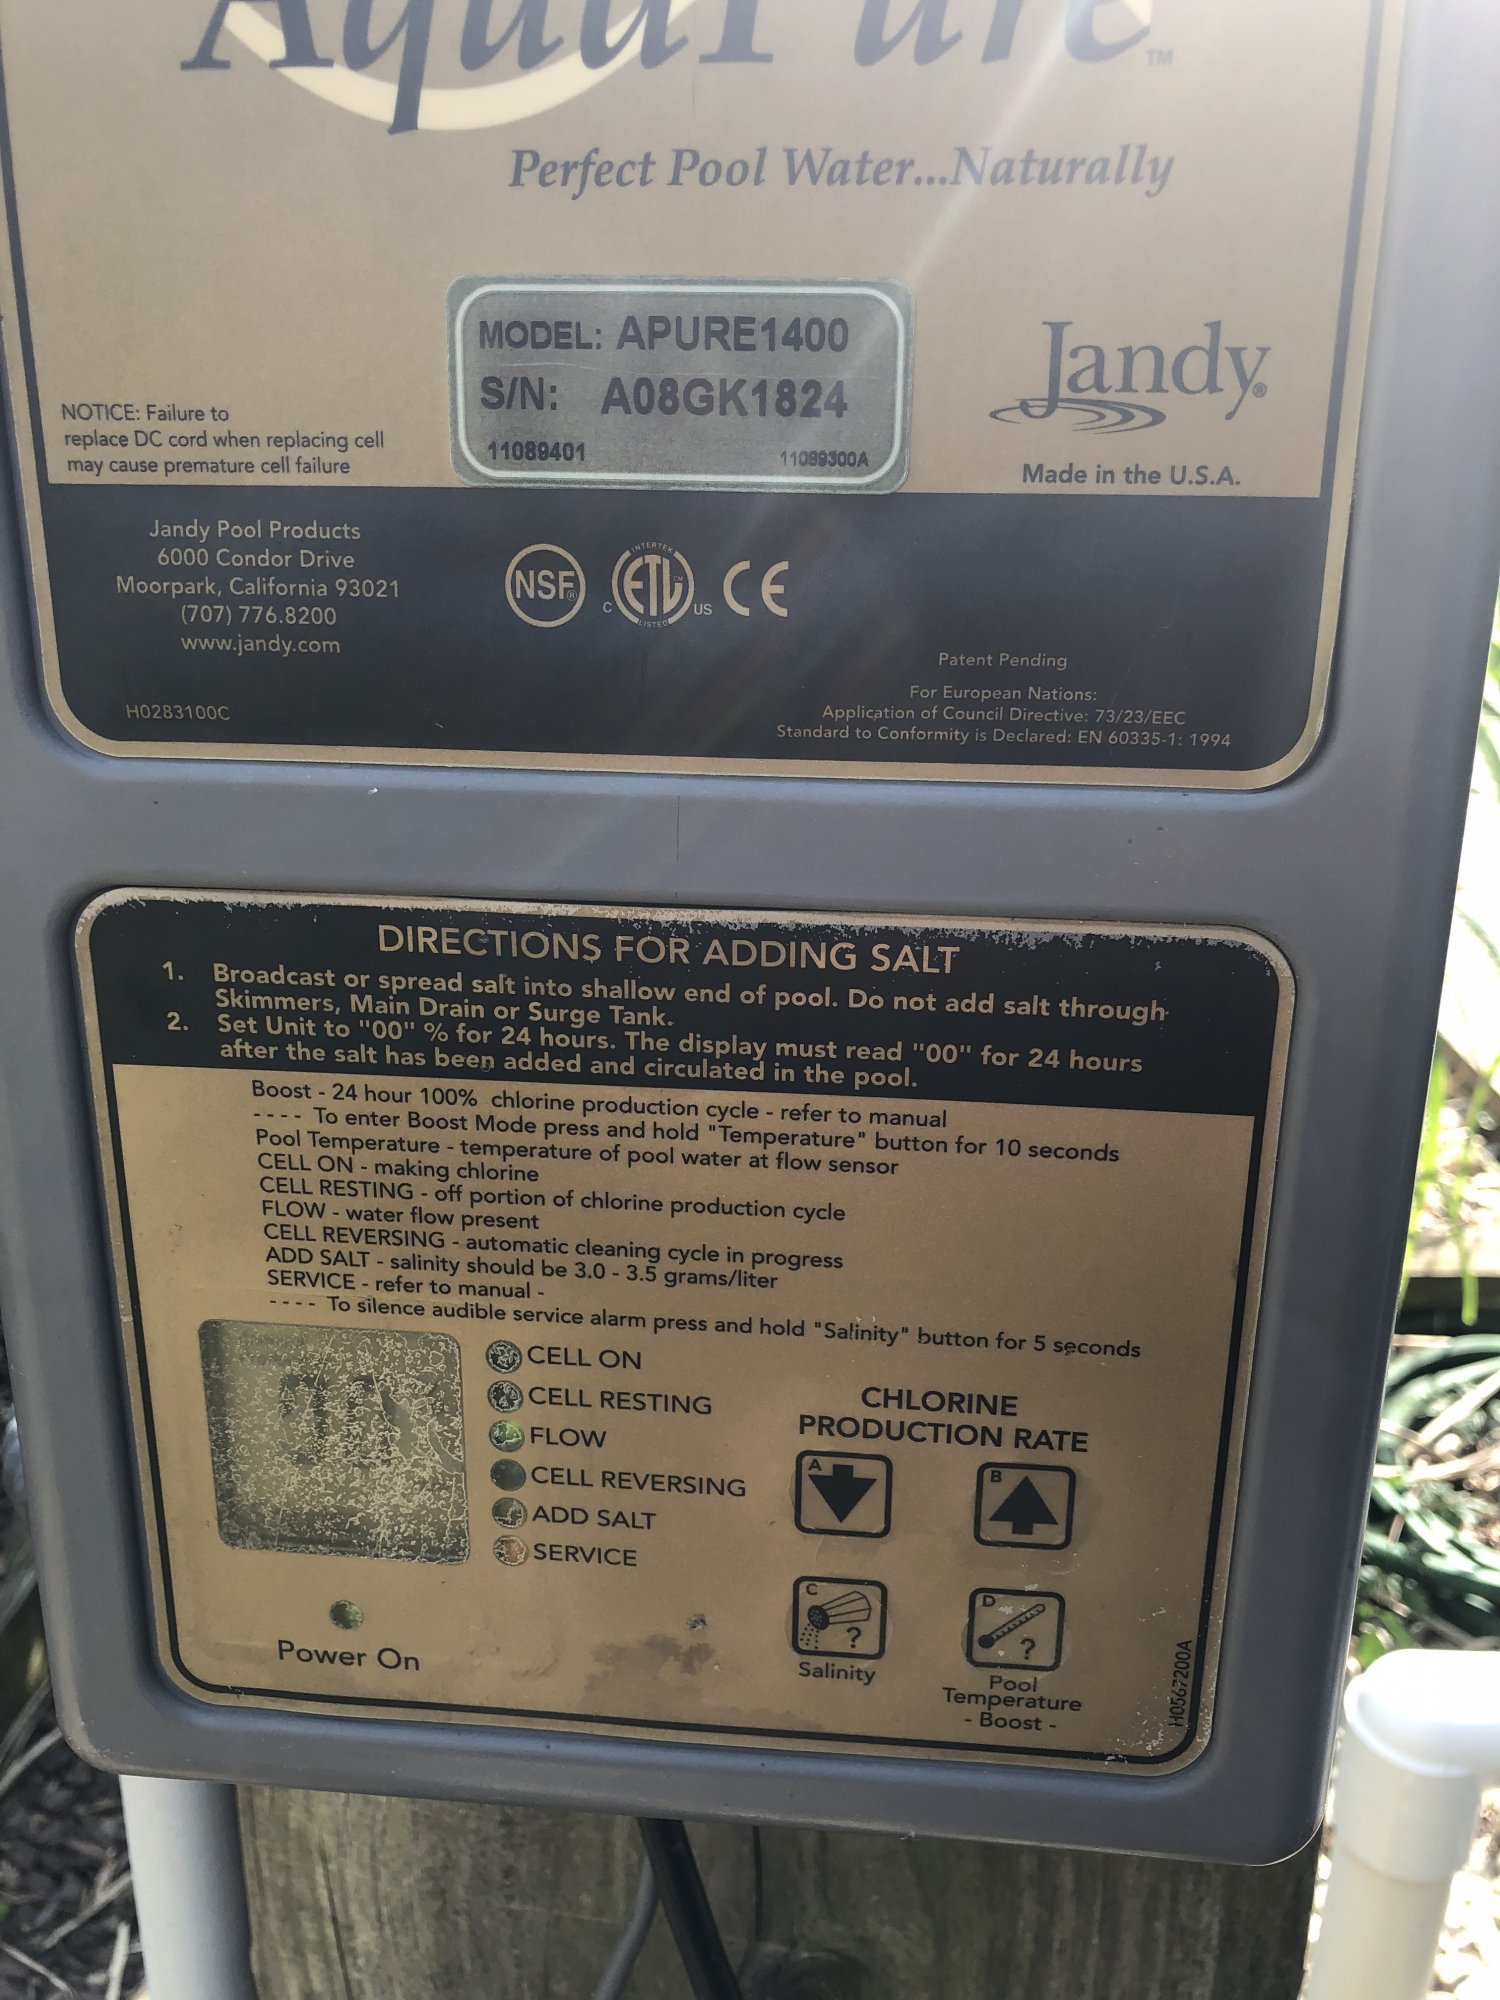 AquaPure™
Perfect Pool Water...Naturally
MODEL: APURE1400
S/N: A08GK1824
11089401 11089300A
NOTICE: Failure to
replace DC cord when replacing cell
may cause premature cell failure
Jandy®
Made in the U.S.A.
Jandy Pool Products
6000 Condor Drive
Moorpark, California 93021
(707) 776.8200
www.jandy.com
H0283100C
NSF®
INTERTEK
C ETL US
LISTED
CE
Patent Pending
For European Nations:
Application of Council Directive: 73/23/EEC
Standard to Conformity is Declared: EN 60335-1: 1994
DIRECTIONS FOR ADDING SALT
1. Broadcast or spread salt into shallow end of pool. Do not add salt through
Skimmers, Main Drain or Surge Tank.
2. Set Unit to "00" % for 24 hours. The display must read "00" for 24 hours
after the salt has been added and circulated in the pool.
Boost - 24 hour 100% chlorine production cycle - refer to manual
---- To enter Boost Mode press and hold "Temperature" button for 10 seconds
Pool Temperature - temperature of pool water at flow sensor
CELL ON - making chlorine
CELL RESTING - off portion of chlorine production cycle
FLOW - water flow present
CELL REVERSING - automatic cleaning cycle in progress
ADD SALT - salinity should be 3.0 - 3.5 grams/liter
SERVICE - refer to manual -
---- To silence audible service alarm press and hold "Salinity" button for 5 seconds
CELL ON
CELL RESTING
FLOW
CELL REVERSING
ADD SALT
SERVICE
Power On
CHLORINE
PRODUCTION RATE
A
B
C
?
Salinity
D
?
Pool
Temperature
- Boost -
H0567200A